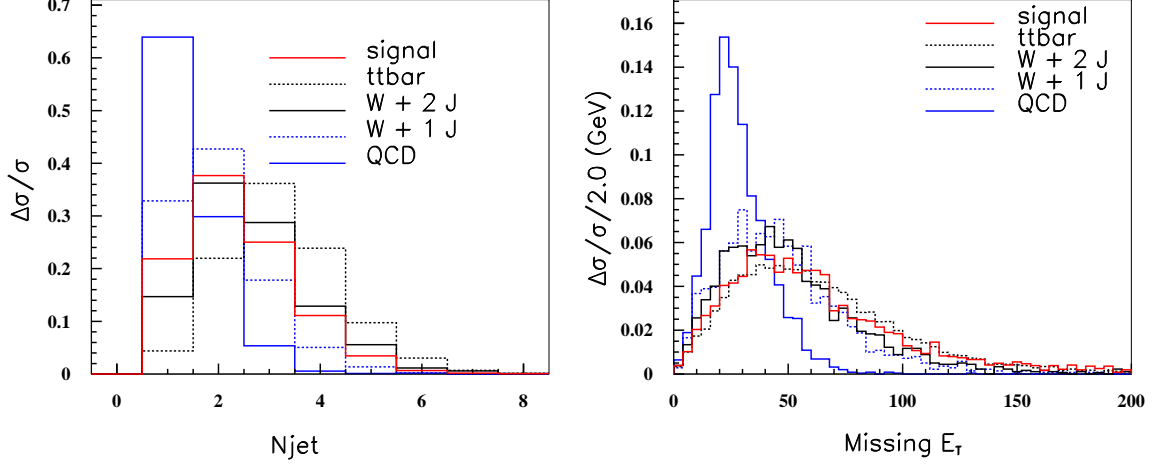 0.7
0.6
0.5
0.4
0.3
0.2
0.1
0
Δσ/σ
signal
ttbar
W + 2 J
W + 1 J
QCD
0 2 4 6 8
Njet
0.16
0.14
0.12
0.1
0.08
0.06
0.04
0.02
0
Δσ/σ/2.0 (GeV)
signal
ttbar
W + 2 J
W + 1 J
QCD
0 50 100 150 200
Missing E_T